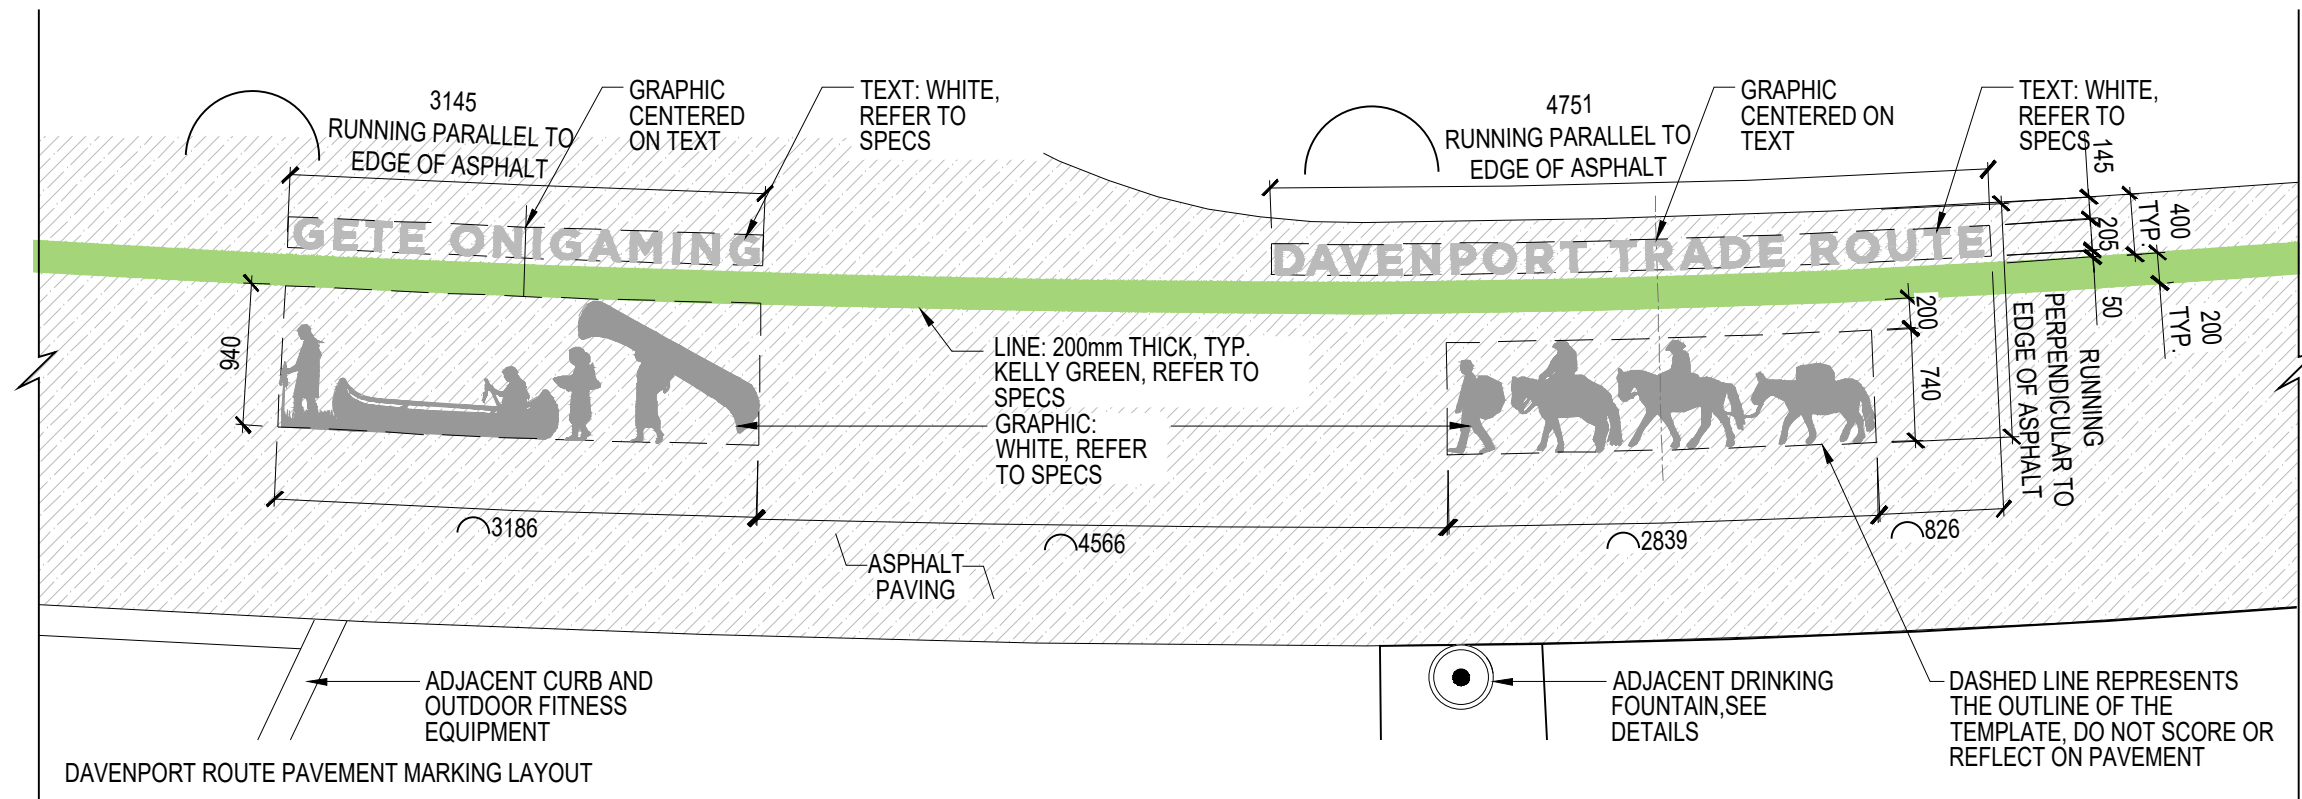 3145
RUNNING PARALLEL TO
EDGE OF ASPHALT
GRAPHIC
CENTERED
ON TEXT
TEXT: WHITE,
REFER TO
SPECS
4751
RUNNING PARALLEL TO
EDGE OF ASPHALT
GRAPHIC
CENTERED ON
TEXT
TEXT: WHITE,
REFER TO
SPECS
145
400
TYP.
205
50
200
TYP.
GETE ONIGAMING
DAVENPORT TRADE ROUTE
940
LINE: 200mm THICK, TYP.
KELLY GREEN, REFER TO
SPECS
GRAPHIC:
WHITE, REFER
TO SPECS
200
740
RUNNING
PERPENDICULAR TO
EDGE OF ASPHALT
3186
4566
2839
826
ASPHALT
PAVING
ADJACENT CURB AND
OUTDOOR FITNESS
EQUIPMENT
ADJACENT DRINKING
FOUNTAIN,SEE
DETAILS
DASHED LINE REPRESENTS
THE OUTLINE OF THE
TEMPLATE, DO NOT SCORE OR
REFLECT ON PAVEMENT
DAVENPORT ROUTE PAVEMENT MARKING LAYOUT